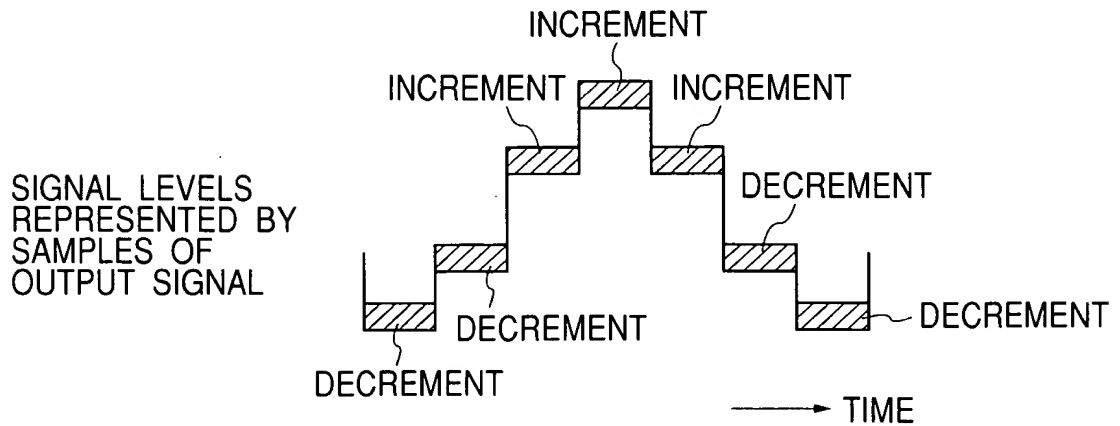 INCREMENT
INCREMENT
INCREMENT
SIGNAL LEVELS
REPRESENTED BY
SAMPLES OF
OUTPUT SIGNAL
DECREMENT
DECREMENT
DECREMENT
DECREMENT
TIME